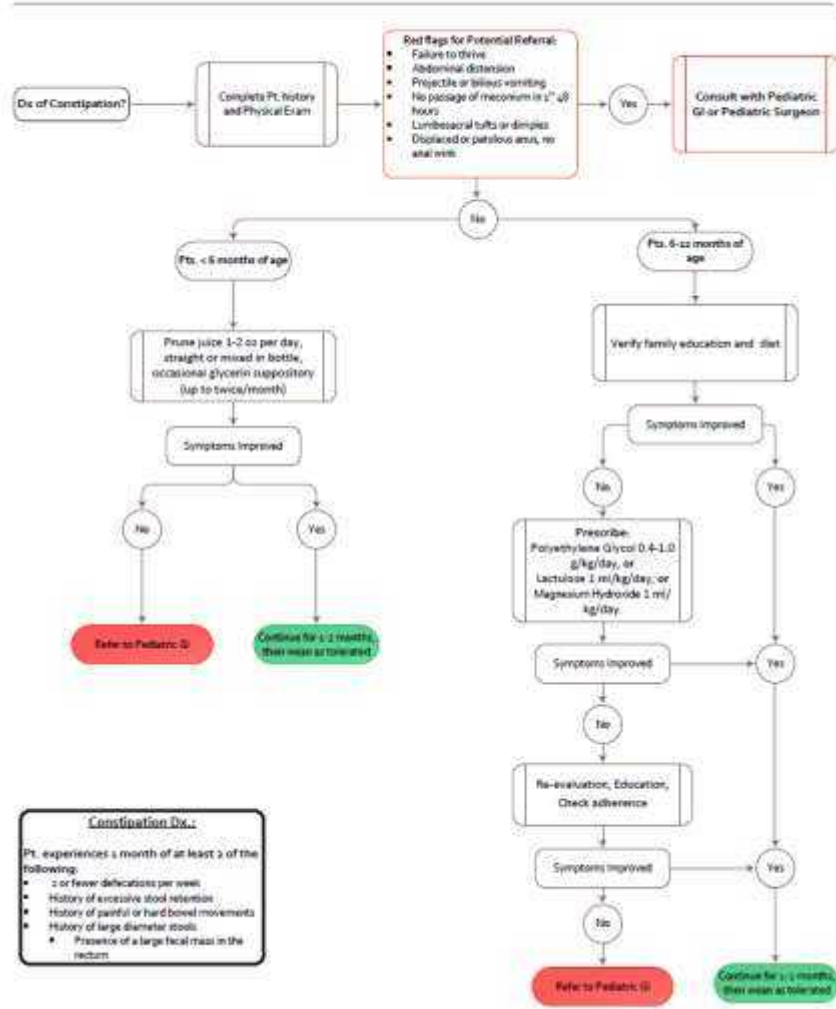 Dx of Constipation?
Complete Pt. history
and Physical Exam
Red flags for Potential Referral:
Failure to thrive
Abdominal distension
Projectile or bilious vomiting
No passage of meconium in 1st 48
hours
Lumbosacral tufts or dimples
Displaced or patulous anus, no
anal wink
Yes
Consult with Pediatric
GI or Pediatric Surgeon
No
Pts. < 6 months of age
Prune juice 1-2 oz per day,
straight or mixed in bottle,
occasional glycerin suppository
(up to twice/month)
Symptoms Improved
No
Yes
Refer to Pediatric GI
Continue for 1-2 months,
then wean as tolerated
Pts. 6-12 months of
age
Verify family education and diet
Symptoms Improved
No
Yes
Prescribe:
Polyethylene Glycol 0.4-1.0
g/kg/day, or
Lactulose 1 ml/kg/day, or
Magnesium Hydroxide 1 ml/
kg/day
Symptoms Improved
Yes
No
Re-evaluation, Education,
Check adherence
Symptoms Improved
Yes
No
Refer to Pediatric GI
Continue for 1-2 months,
then wean as tolerated
Constipation Dx.:
Pt. experiences 1 month of at least 2 of the
following:
2 or fewer defecations per week
History of excessive stool retention
History of painful or hard bowel movements
History of large diameter stools
Presence of a large fecal mass in the
rectum